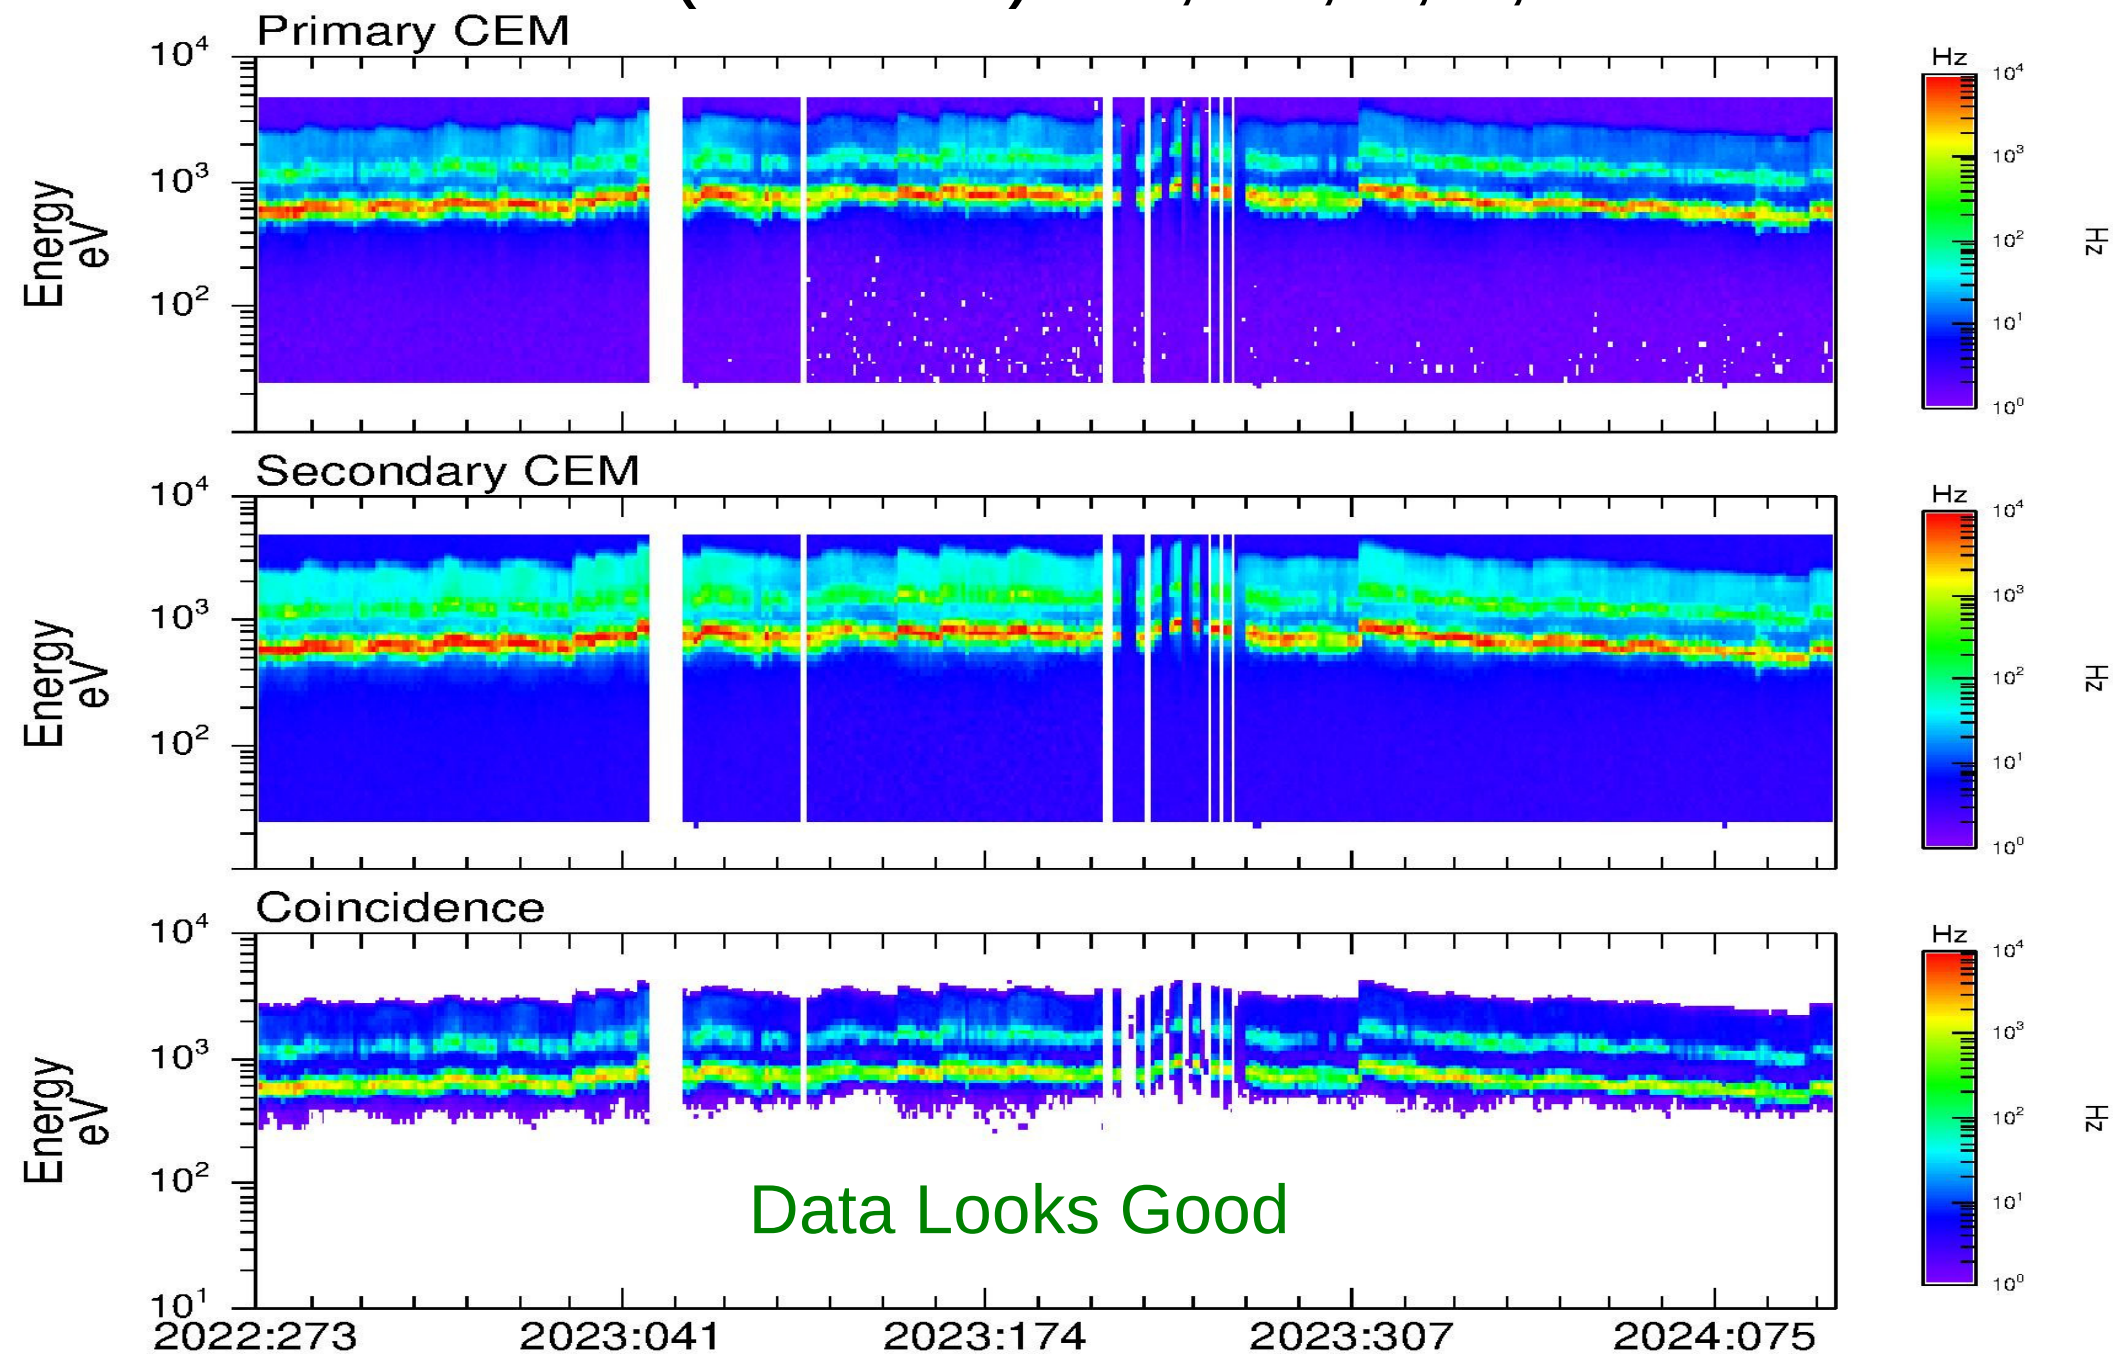 Primary CEM
Hz
10⁴
10³
10²
Energy
eV
10⁴
10³
10²
10¹
10⁰
Hz
Secondary CEM
Hz
10⁴
10³
10²
Energy
eV
10⁴
10³
10²
10¹
10⁰
Hz
Coincidence
Hz
10⁴
10³
10²
10¹
Energy
eV
10⁴
10³
10²
10¹
10⁰
Hz
Data Looks Good
2022:273 2023:041 2023:174 2023:307 2024:075